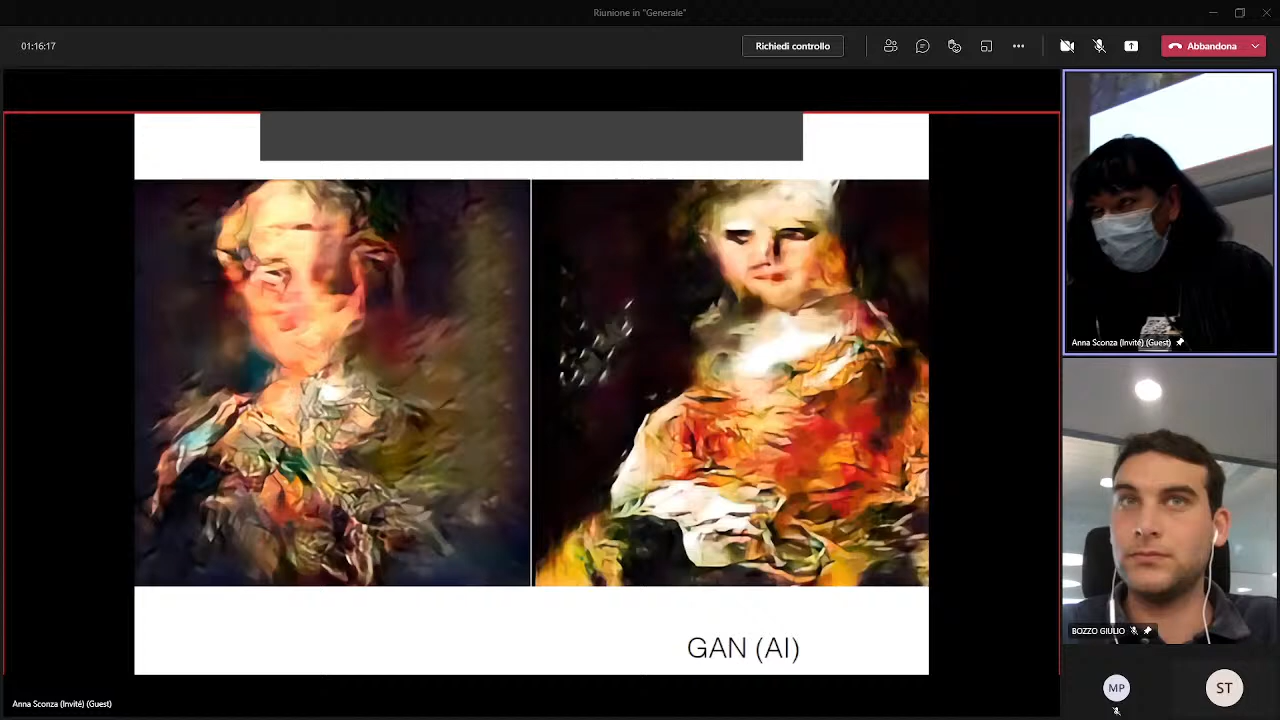 Riunione in "Generale"
01:16:17
Richiedi controllo
Abbandona
Anna Sconza (Invité) (Guest)
BOZZO GIULIO
GAN (AI)
MP
ST
Anna Sconza (Invité) (Guest)